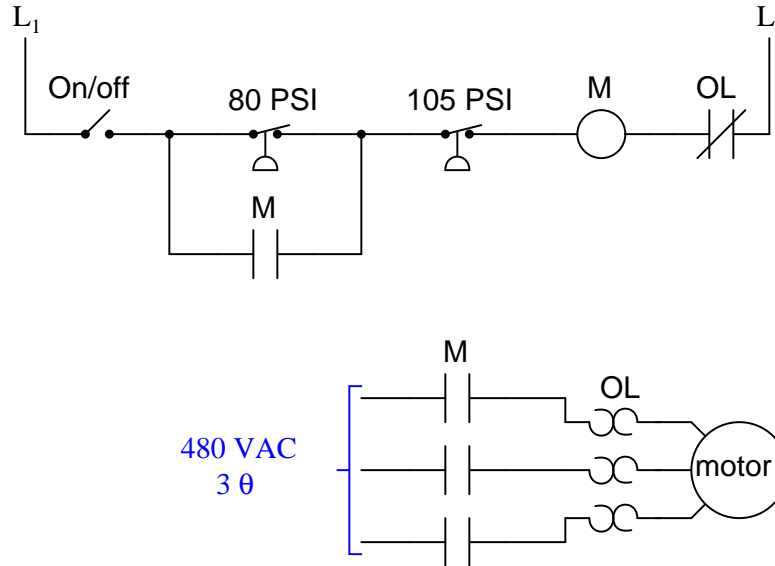 L₁ L
On/off 80 PSI 105 PSI M OL
M
M
OL
480 VAC
3 θ
motor